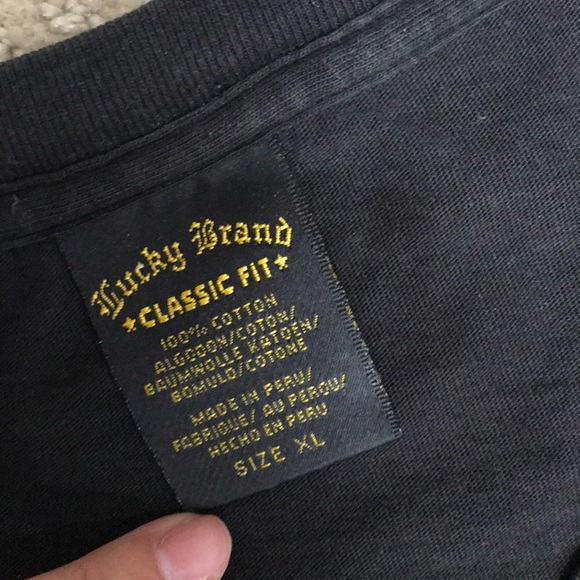 Lucky Brand
★CLASSIC FIT★
100% COTTON
ALGODON/COTON/
BAUMWOLLE KATOEN/
BOMULD/COTONE
MADE IN PERU/
FABRIQUE/ AU PEROU/
HECHO EN PERU
SIZE XL